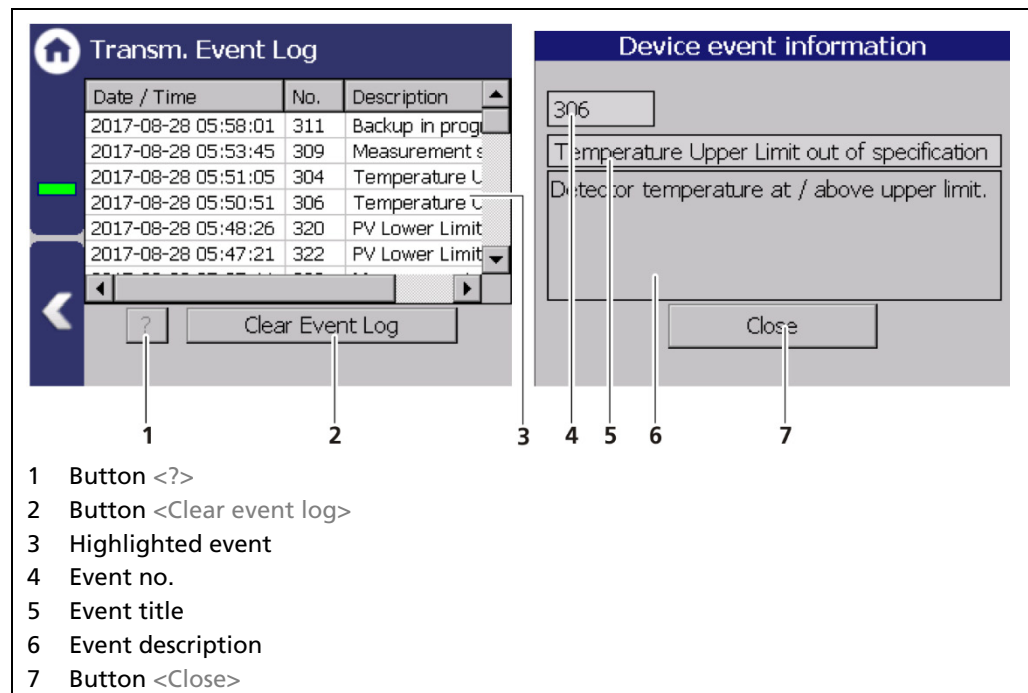 Transm. Event Log
Date / Time No. Description
2017-08-28 05:58:01 311 Backup in progr
2017-08-28 05:53:45 309 Measurement s
2017-08-28 05:51:05 304 Temperature U
2017-08-28 05:50:51 306 Temperature U
2017-08-28 05:48:26 320 PV Lower Limit
2017-08-28 05:47:21 322 PV Lower Limit
? Clear Event Log
1 2 3
Device event information
306
Temperature Upper Limit out of specification
Detector temperature at / above upper limit.
Close
4 5 6 7
1 Button <?>
2 Button <Clear event log>
3 Highlighted event
4 Event no.
5 Event title
6 Event description
7 Button <Close>